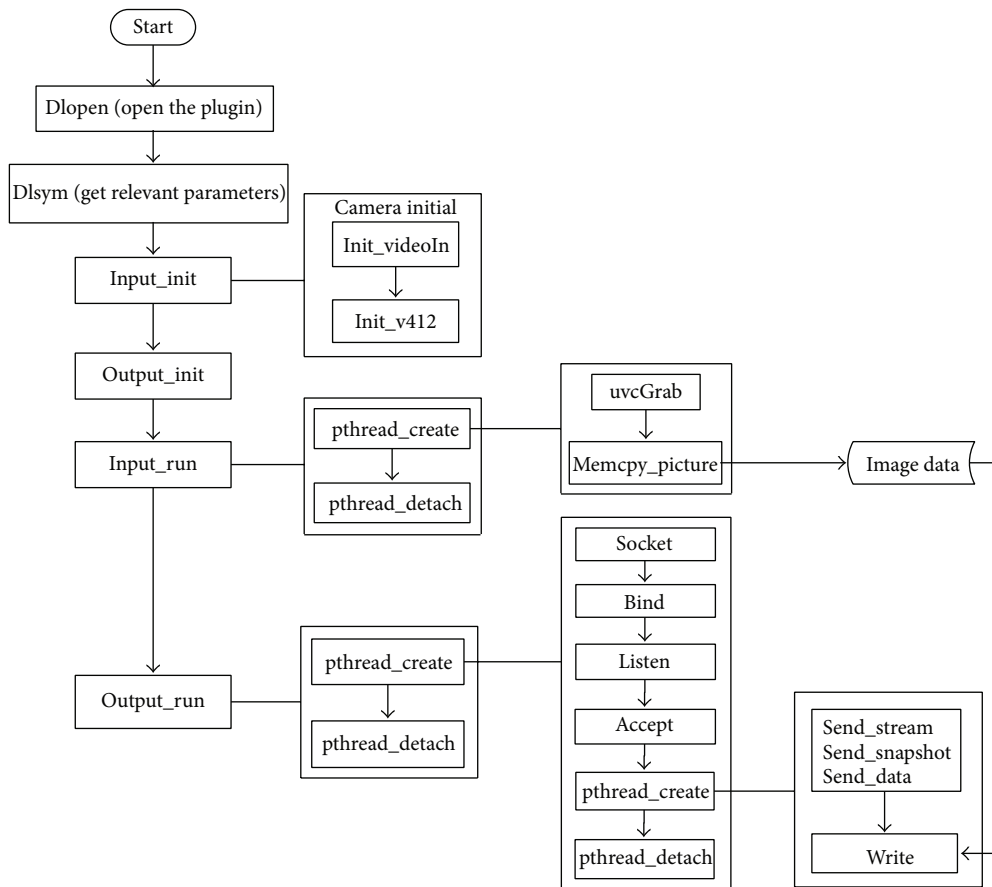 Start
Dlopen (open the plugin)
Dlsym (get relevant parameters)
Camera initial
Init_videoIn
Input_init
Init_v412
Output_init
uvcGrab
pthread_create
Input_run
Memcpy_picture
Image data
pthread_detach
Socket
Bind
pthread_create
Listen
Output_run
Accept
Send_stream
Send_snapshot
Send_data
pthread_detach
pthread_create
Write
pthread_detach